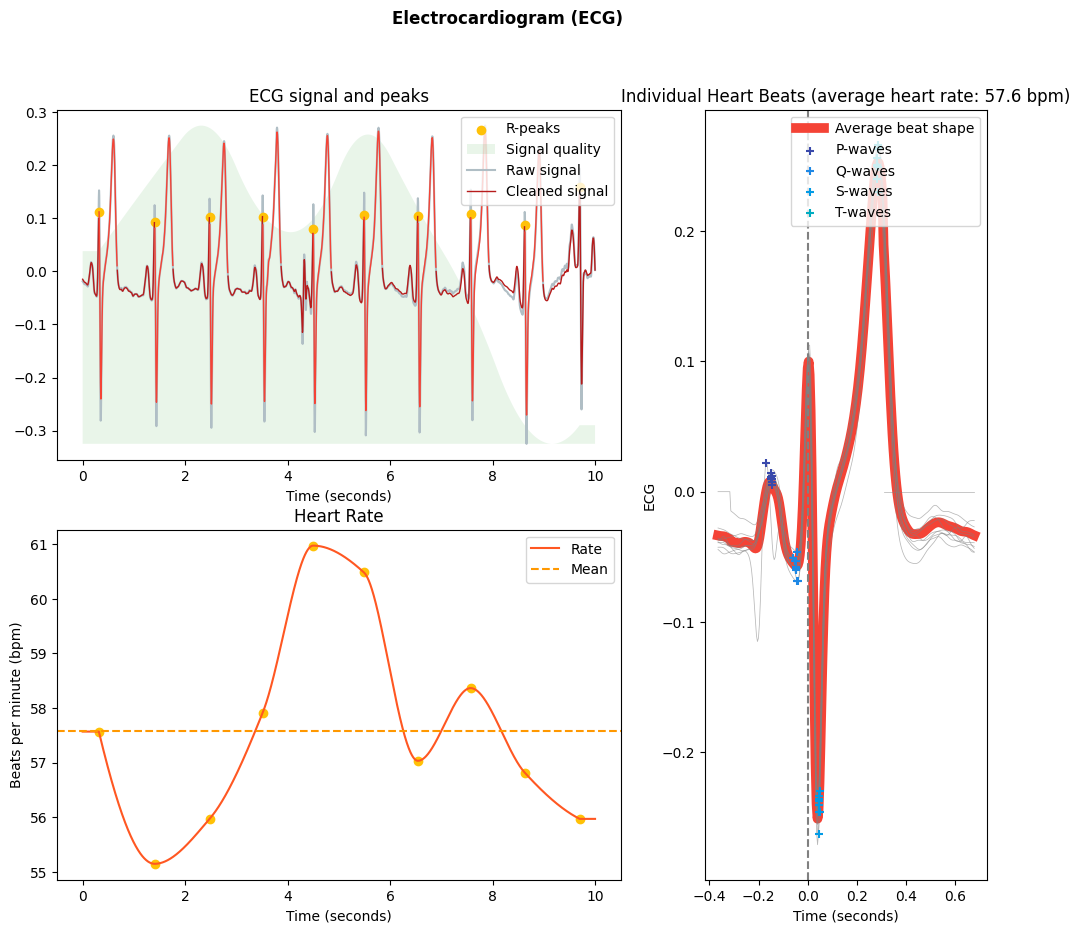 Electrocardiogram (ECG)
ECG signal and peaks
0.3
0.2
0.1
0.0
−0.1
−0.2
−0.3
R-peaks
Signal quality
Raw signal
Cleaned signal
0 2 4 6 8 10
Time (seconds)
Heart Rate
61
60
59
58
57
56
55
Beats per minute (bpm)
Rate
Mean
0 2 4 6 8 10
Time (seconds)
Individual Heart Beats (average heart rate: 57.6 bpm)
Average beat shape
P-waves
Q-waves
S-waves
T-waves
0.2
0.1
0.0
−0.1
−0.2
ECG
−0.4 −0.2 0.0 0.2 0.4 0.6
Time (seconds)